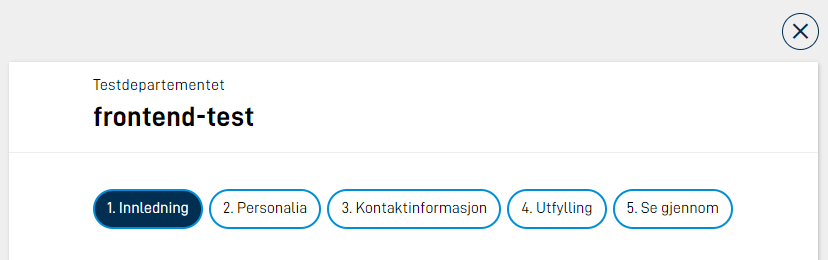 Testdepartementet
frontend-test
1. Innledning 2. Personalia 3. Kontaktinformasjon 4. Utfylling 5. Se gjennom